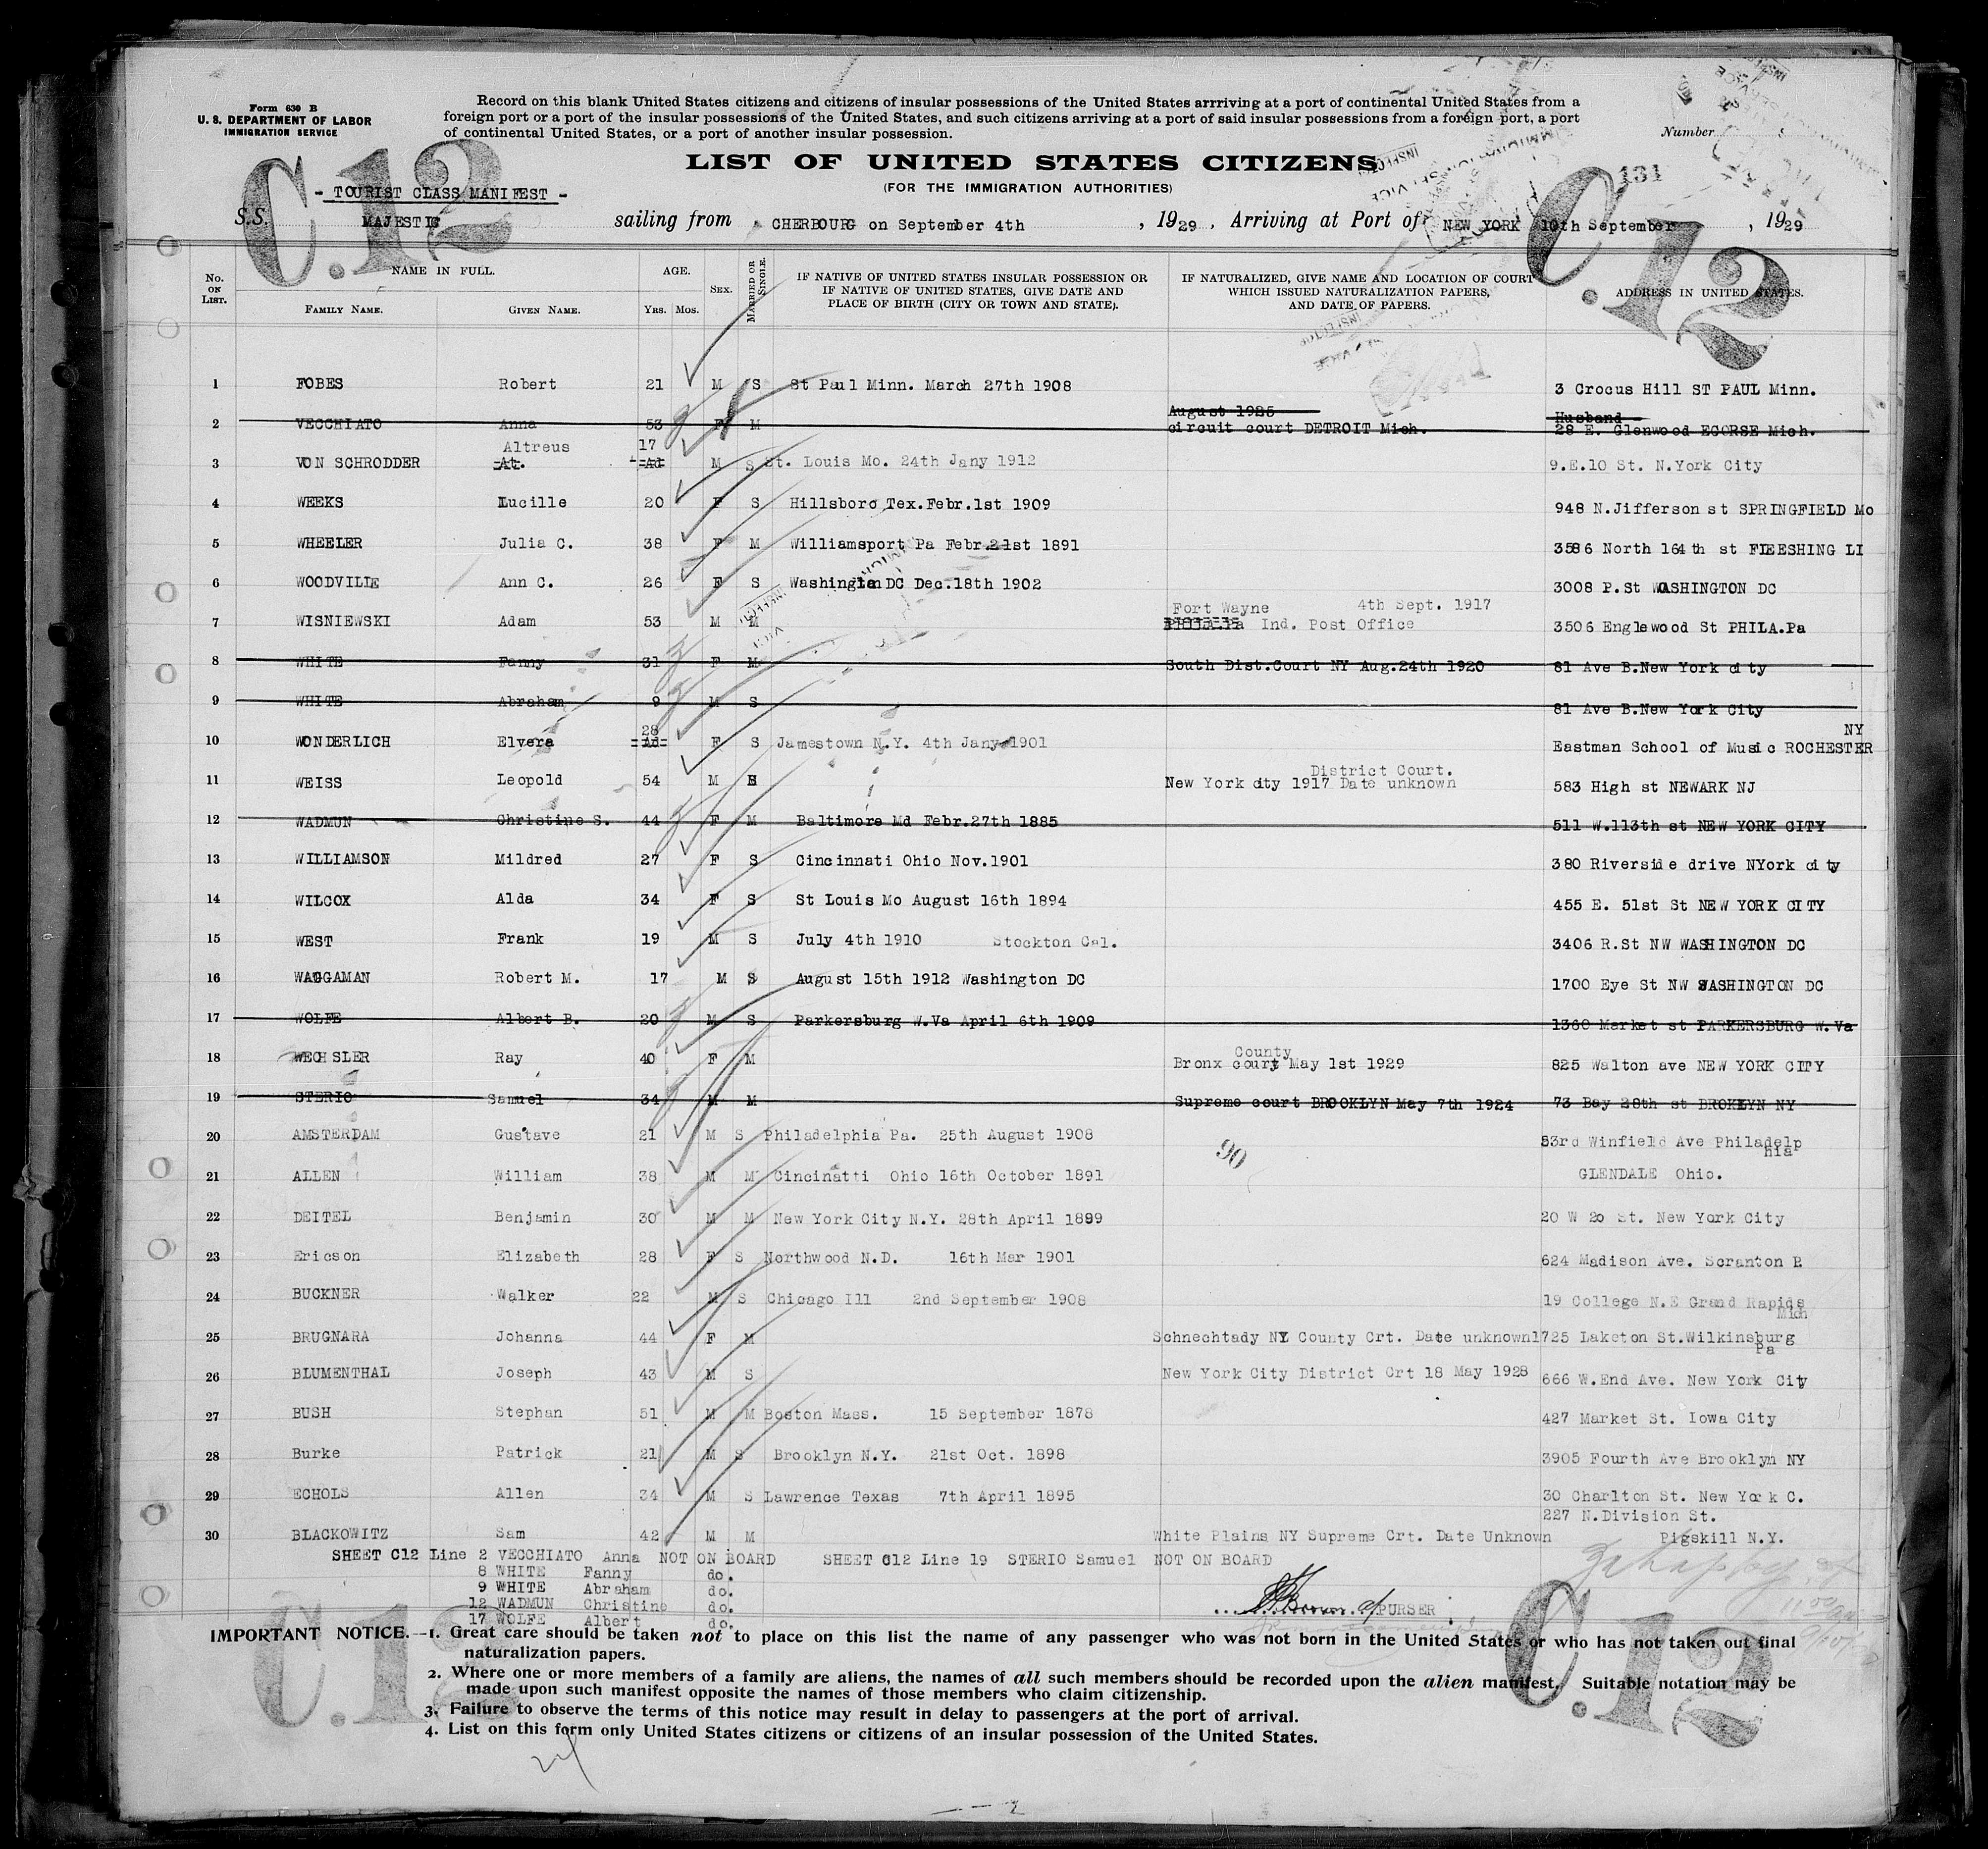 Form 630 B
U. S. DEPARTMENT OF LABOR
IMMIGRATION SERVICE
Record on this blank United States citizens and citizens of insular possessions of the United States arrriving at a port of continental United States from a
foreign port or a port of the insular possessions of the United States, and such citizens arriving at a port of said insular possessions from a foreign port, a port
of continental United States, or a port of another insular possession.
Number
LIST OF UNITED STATES CITIZENS
(FOR THE IMMIGRATION AUTHORITIES)
131
C.12
C.12
- TOURIST CLASS MANIFEST -
S.S. MAJESTIC sailing from CHERBOURG on September 4th, 1929, Arriving at Port of NEW YORK 10th September, 1929
No. ON LIST. NAME IN FULL. FAMILY NAME. GIVEN NAME. AGE. YRS. MOS. SEX. MARRIED OR SINGLE. IF NATIVE OF UNITED STATES INSULAR POSSESSION OR IF NATIVE OF UNITED STATES, GIVE DATE AND PLACE OF BIRTH (CITY OR TOWN AND STATE). IF NATURALIZED, GIVE NAME AND LOCATION OF COURT WHICH ISSUED NATURALIZATION PAPERS, AND DATE OF PAPERS. ADDRESS IN UNITED STATES.
1 FOBES Robert 21 M S St Paul Minn. March 27th 1908 3 Crocus Hill ST PAUL Minn.
August 1925 Husband
2 VECCHIATO Anna 53 F M circuit court DETROIT Mich. 28 E. Glenwood ECORSE Mich.
Altreus 17
3 VON SCHRODDER At. Ad M S St. Louis Mo. 24th Jany 1912 9.E.10 St. N.York City
4 WEEKS Lucille 20 F S Hillsboro Tex.Febr.1st 1909 948 N.Jifferson st SPRINGFIELD Mo
5 WHEELER Julia C. 38 F M Williamsport Pa Febr.21st 1891 3586 North 164th st FLEESHING LI
6 WOODVILLE Ann C. 26 F S Washington DC Dec.18th 1902 3008 P.St WASHINGTON DC
Fort Wayne 4th Sept. 1917
7 WISNIEWSKI Adam 53 M M PHILA.Pa Ind. Post Office 3506 Englewood St PHILA.Pa
8 WHITE Fanny 31 F M South Dist.Court NY Aug.24th 1920 81 Ave B.New York city
9 WHITE Abraham 9 M S 81 Ave B.New York City
28 NY
10 WONDERLICH Elvera Ad F S Jamestown N.Y. 4th Jany 1901 Eastman School of Music ROCHESTER
District Court.
11 WEISS Leopold 54 M New York city 1917 Date unknown 583 High st NEWARK NJ
12 WADMUN Christine S. 44 F M Baltimore Md Febr.27th 1885 511 W.113th st NEW YORK CITY
13 WILLIAMSON Mildred 27 F S Cincinnati Ohio Nov.1901 380 Riverside drive NYork city
14 WILCOX Alda 34 F S St Louis Mo August 16th 1894 455 E. 51st St NEW YORK CITY
15 WEST Frank 19 M S July 4th 1910 Stockton Cal. 3406 R.St NW WASHINGTON DC
16 WAGGAMAN Robert M. 17 M S August 15th 1912 Washington DC 1700 Eye St NW WASHINGTON DC
17 WOLFE Albert B. 20 M S Parkersburg W.Va April 6th 1909 1360 Market st PARKERSBURG W.Va
County
18 WECHSLER Ray 40 F M Bronx court May 1st 1929 825 Walton ave NEW YORK CITY
19 STERIO Samuel 34 M M Supreme court BROOKLYN May 7th 1924 73 Bay 28th st BROKLYN NY
20 AMSTERDAM Gustave 21 M S Philadelphia Pa. 25th August 1908 53rd Winfield Ave Philadelp
hia
90
21 ALLEN William 38 M M Cincinatti Ohio 16th October 1891 GLENDALE Ohio.
22 DEITEL Benjamin 30 M M New York City N.Y. 28th April 1899 20 W 20 St. New York City
23 Ericson Elizabeth 28 F S Northwood N.D. 16th Mar 1901 624 Madison Ave. Scranton P.
24 BUCKNER Walker 22 M S Chicago Ill 2nd September 1908 19 College N.E Grand Rapids
Mich
25 BRUGNARA Johanna 44 F M Schnechtady NY County Crt. Date unknown 1725 Laketon St.Wilkinsburg
Pa
26 BLUMENTHAL Joseph 43 M S New York City District Crt 18 May 1928 666 W.End Ave. New York City
27 BUSH Stephan 51 M M Boston Mass. 15 September 1878 427 Market St. Iowa City
28 Burke Patrick 21 M S Brooklyn N.Y. 21st Oct. 1898 3905 Fourth Ave Brooklyn NY
29 ECHOLS Allen 34 M S Lawrence Texas 7th April 1895 30 Charlton St. New York C.
227 N.Division St.
30 BLACKOWITZ Sam 42 M M White Plains NY Supreme Crt. Date Unknown Pigskill N.Y.
SHEET C12 Line 2 VECCHIATO Anna NOT ON BOARD SHEET C12 Line 19 STERIO Samuel NOT ON BOARD
8 WHITE Fanny do.
9 WHITE Abraham do.
12 WADMUN Christine do.
17 WOLFE Albert do.
PURSER
C.12
C.12
IMPORTANT NOTICE.—1. Great care should be taken not to place on this list the name of any passenger who was not born in the United States or who has not taken out final
naturalization papers.
2. Where one or more members of a family are aliens, the names of all such members should be recorded upon the alien manifest. Suitable notation may be
made upon such manifest opposite the names of those members who claim citizenship.
3. Failure to observe the terms of this notice may result in delay to passengers at the port of arrival.
4. List on this form only United States citizens or citizens of an insular possession of the United States.